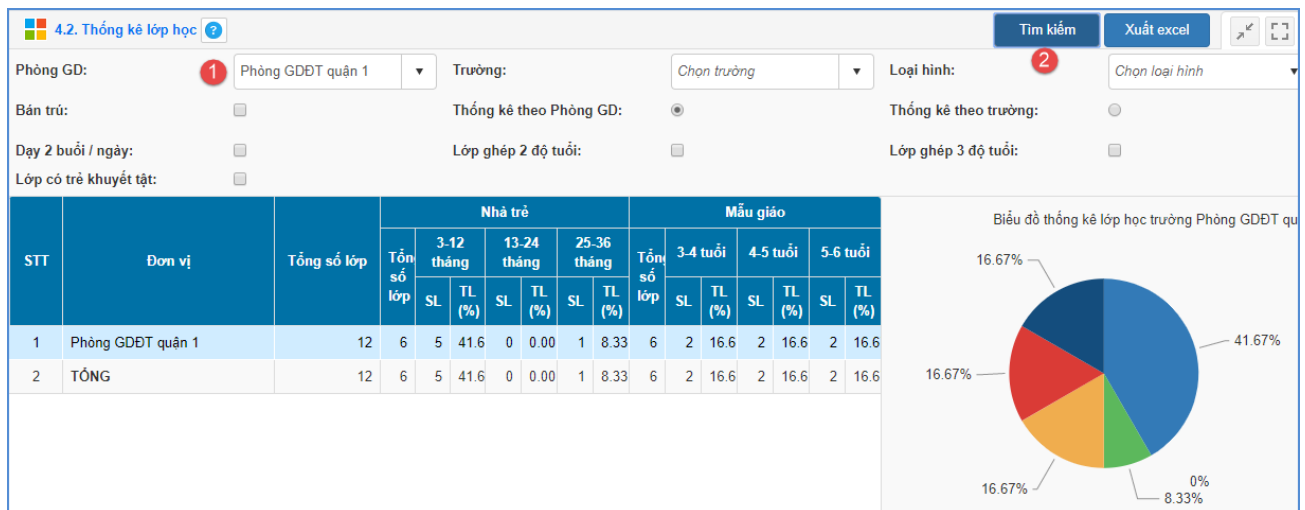 4.2. Thống kê lớp học ? Tìm kiếm Xuất excel
Phòng GD: 1 Phòng GDĐT quận 1 Trường: Chọn trường Loại hình: 2 Chọn loại hình
Bán trú: Thống kê theo Phòng GD: Thống kê theo trường:
Dạy 2 buổi / ngày: Lớp ghép 2 độ tuổi: Lớp ghép 3 độ tuổi:
Lớp có trẻ khuyết tật:
STT Đơn vị Tổng số lớp Nhà trẻ Mẫu giáo
Tổn số lớp 3-12 tháng 13-24 tháng 25-36 tháng Tổng số lớp 3-4 tuổi 4-5 tuổi 5-6 tuổi
SL TL (%) SL TL (%) SL TL (%) SL TL (%) SL TL (%) SL TL (%)
1 Phòng GDĐT quận 1 12 6 5 41.6 0 0.00 1 8.33 6 2 16.6 2 16.6 2 16.6
2 TỔNG 12 6 5 41.6 0 0.00 1 8.33 6 2 16.6 2 16.6 2 16.6
Biểu đồ thống kê lớp học trường Phòng GDĐT qu
16.67%
41.67%
16.67%
16.67%
0%
8.33%